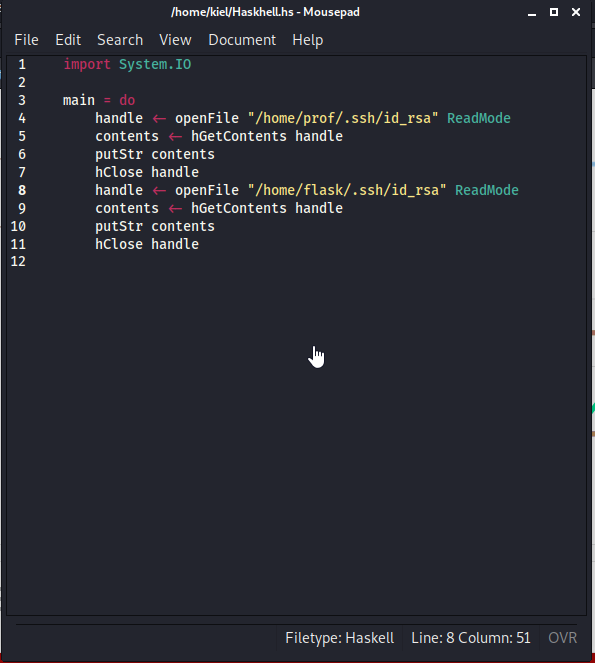 /home/kiel/Haskhell.hs - Mousepad
File Edit Search View Document Help
1 import System.IO
2
3 main = do
4 handle <- openFile "/home/prof/.ssh/id_rsa" ReadMode
5 contents <- hGetContents handle
6 putStr contents
7 hClose handle
8 handle <- openFile "/home/flask/.ssh/id_rsa" ReadMode
9 contents <- hGetContents handle
10 putStr contents
11 hClose handle
12
Filetype: Haskell Line: 8 Column: 51 OVR